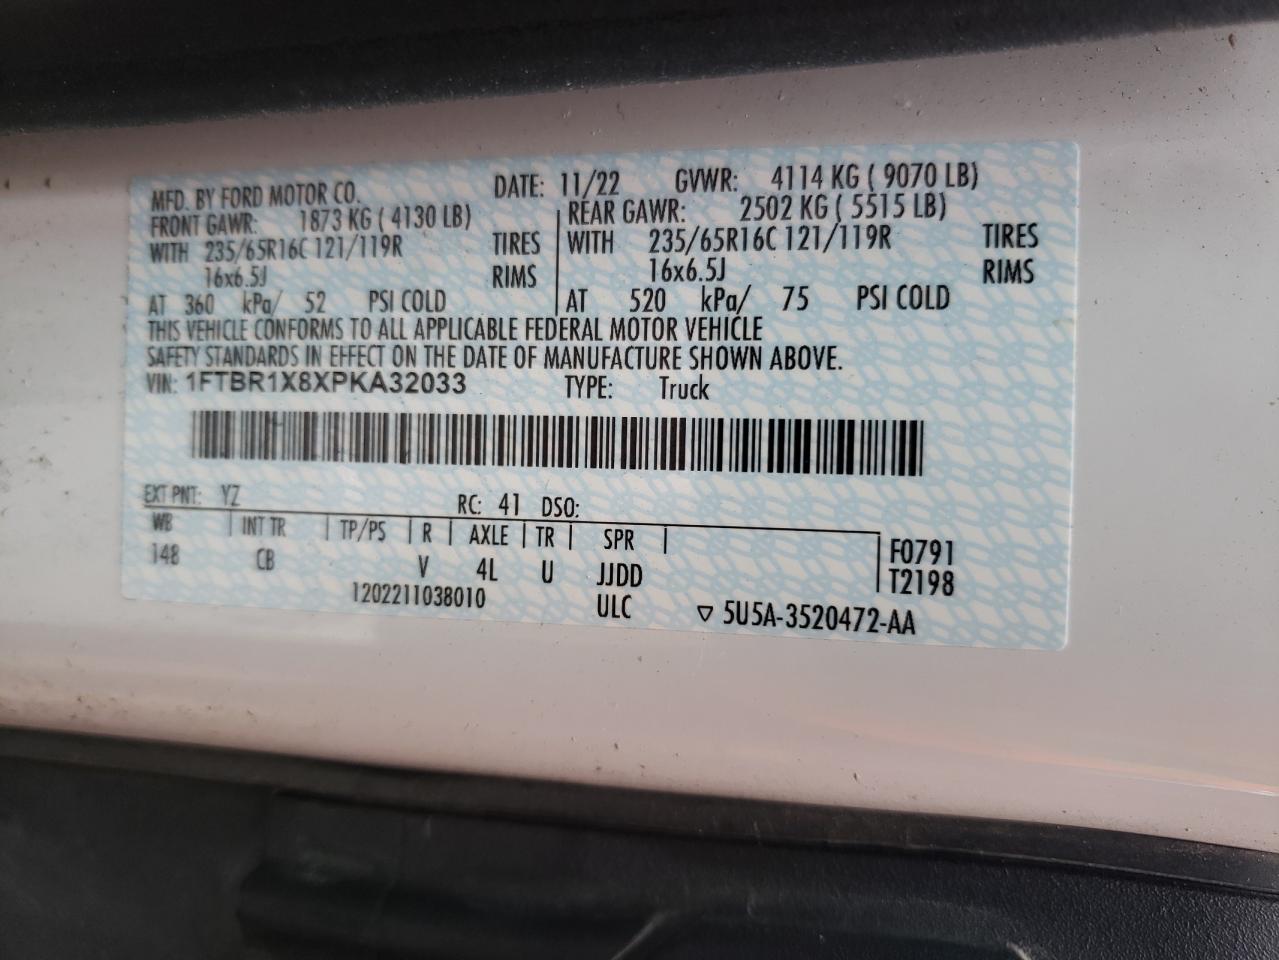 MFD. BY FORD MOTOR CO. DATE: 11/22 GVWR: 4114 KG ( 9070 LB)
FRONT GAWR: 1873 KG ( 4130 LB) REAR GAWR: 2502 KG ( 5515 LB)
WITH 235/65R16C 121/119R TIRES WITH 235/65R16C 121/119R TIRES
16x6.5J RIMS 16x6.5J RIMS
AT 360 kPa/ 52 PSI COLD AT 520 kPa/ 75 PSI COLD
THIS VEHICLE CONFORMS TO ALL APPLICABLE FEDERAL MOTOR VEHICLE
SAFETY STANDARDS IN EFFECT ON THE DATE OF MANUFACTURE SHOWN ABOVE.
VIN: 1FTBR1X8XPKA32033 TYPE: Truck
EXT PNT: YZ RC: 41 DSO:
WB INT TR TP/PS R AXLE TR SPR F0791
148 CB V 4L U JJDD T2198
1202211038010 ULC ▽ 5U5A-3520472-AA